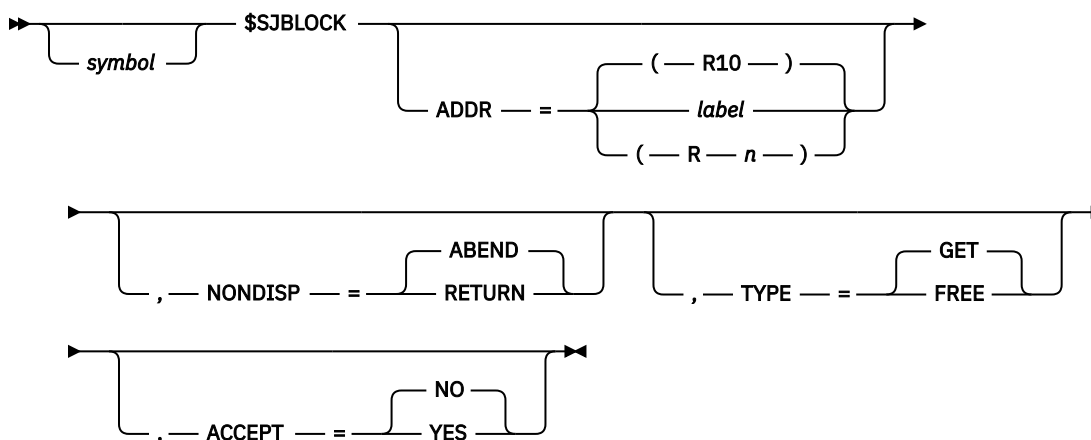 $SJBLOCK
symbol
( R10 )
ADDR = label
( R n )
ABEND GET
, NONDISP = RETURN , TYPE = FREE
NO
, ACCEPT = YES